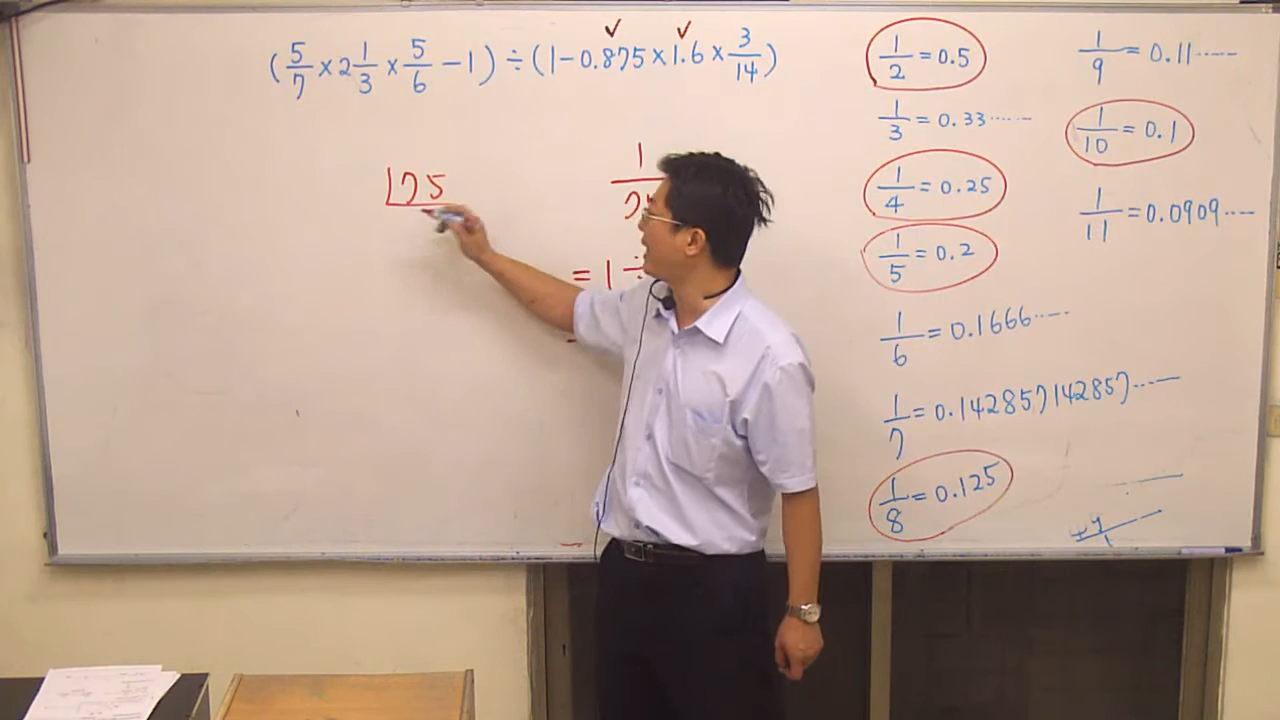 (5/7 × 2 1/3 × 5/6 − 1) ÷ (1 − 0.875 × 1.6 × 3/14)
175
1
= 1 ÷
1/2 = 0.5
1/3 = 0.33······
1/4 = 0.25
1/5 = 0.2
1/6 = 0.1666······
1/7 = 0.142857142857······
1/8 = 0.125
1/9 = 0.11······
1/10 = 0.1
1/11 = 0.0909······